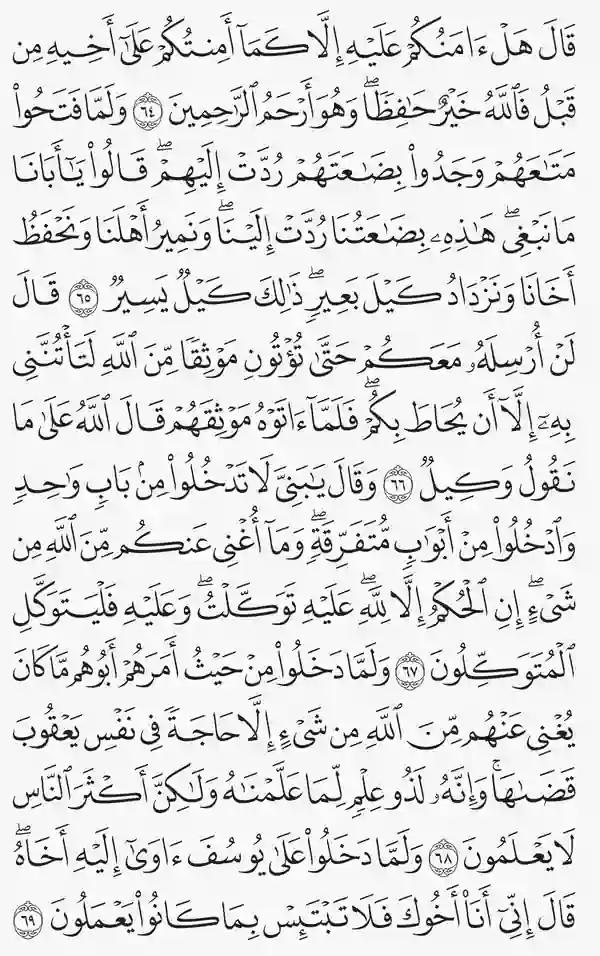 قَالَ هَلۡ ءَامَنُكُمۡ عَلَيۡهِ إِلَّا كَمَآ أَمِنتُكُمۡ عَلَىٰٓ أَخِيهِ مِن
قَبۡلُ فَٱللَّهُ خَيۡرٌ حَٰفِظٗاۖ وَهُوَ أَرۡحَمُ ٱلرَّٰحِمِينَ ٦٤ وَلَمَّا فَتَحُواْ
مَتَٰعَهُمۡ وَجَدُواْ بِضَٰعَتَهُمۡ رُدَّتۡ إِلَيۡهِمۡۖ قَالُواْ يَٰٓأَبَانَا
مَا نَبۡغِيۖ هَٰذِهِۦ بِضَٰعَتُنَا رُدَّتۡ إِلَيۡنَاۖ وَنَمِيرُ أَهۡلَنَا وَنَحۡفَظُ
أَخَانَا وَنَزۡدَادُ كَيۡلَ بَعِيرٖۖ ذَٰلِكَ كَيۡلٞ يَسِيرٞ ٦٥ قَالَ
لَنۡ أُرۡسِلَهُۥ مَعَكُمۡ حَتَّىٰ تُؤۡتُونِ مَوۡثِقٗا مِّنَ ٱللَّهِ لَتَأۡتُنَّنِي
بِهِۦٓ إِلَّآ أَن يُحَاطَ بِكُمۡۖ فَلَمَّآ ءَاتَوۡهُ مَوۡثِقَهُمۡ قَالَ ٱللَّهُ عَلَىٰ مَا
نَقُولُ وَكِيلٞ ٦٦ وَقَالَ يَٰبَنِيَّ لَا تَدۡخُلُواْ مِنۢ بَابٖ وَٰحِدٖ
وَٱدۡخُلُواْ مِنۡ أَبۡوَٰبٖ مُّتَفَرِّقَةٖۖ وَمَآ أُغۡنِي عَنكُم مِّنَ ٱللَّهِ مِن
شَيۡءٍۖ إِنِ ٱلۡحُكۡمُ إِلَّا لِلَّهِۖ عَلَيۡهِ تَوَكَّلۡتُۖ وَعَلَيۡهِ فَلۡيَتَوَكَّلِ
ٱلۡمُتَوَكِّلُونَ ٦٧ وَلَمَّا دَخَلُواْ مِنۡ حَيۡثُ أَمَرَهُمۡ أَبُوهُم مَّا كَانَ
يُغۡنِي عَنۡهُم مِّنَ ٱللَّهِ مِن شَيۡءٍ إِلَّا حَاجَةٗ فِي نَفۡسِ يَعۡقُوبَ
قَضَىٰهَاۚ وَإِنَّهُۥ لَذُو عِلۡمٖ لِّمَا عَلَّمۡنَٰهُ وَلَٰكِنَّ أَكۡثَرَ ٱلنَّاسِ
لَا يَعۡلَمُونَ ٦٨ وَلَمَّا دَخَلُواْ عَلَىٰ يُوسُفَ ءَاوَىٰٓ إِلَيۡهِ أَخَاهُۖ
قَالَ إِنِّيٓ أَنَا۠ أَخُوكَ فَلَا تَبۡتَئِسۡ بِمَا كَانُواْ يَعۡمَلُونَ ٦٩